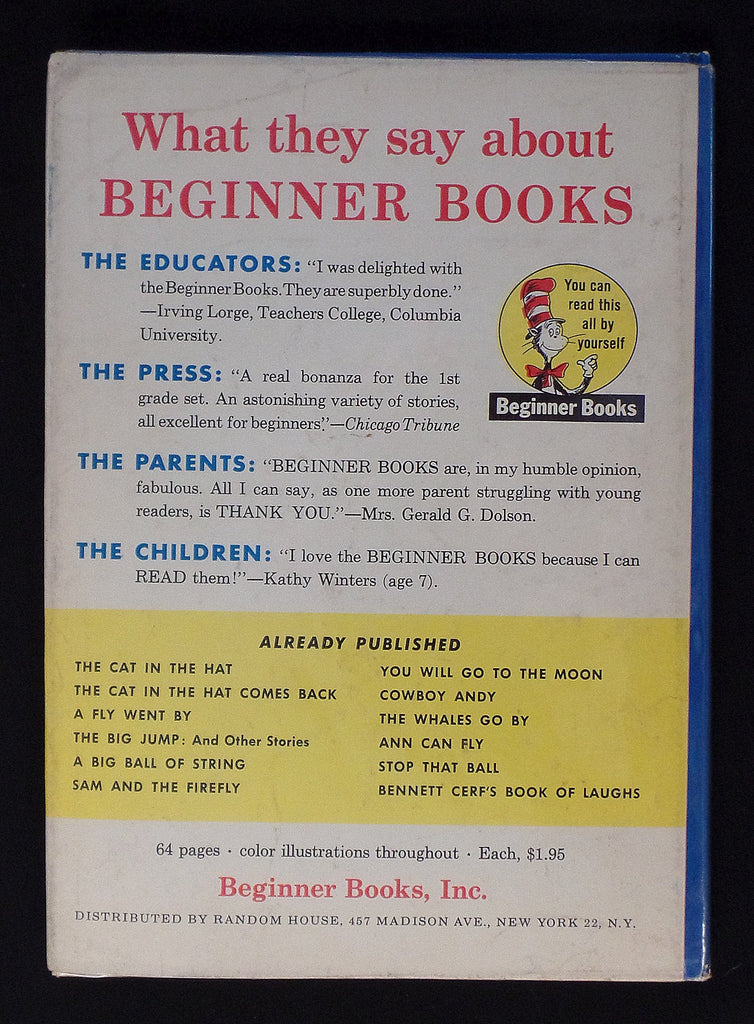 What they say about
BEGINNER BOOKS
THE EDUCATORS: "I was delighted with
the Beginner Books. They are superbly done."
—Irving Lorge, Teachers College, Columbia
University.
You can
read this
all by
yourself
Beginner Books
THE PRESS: "A real bonanza for the 1st
grade set. An astonishing variety of stories,
all excellent for beginners."—Chicago Tribune
THE PARENTS: "BEGINNER BOOKS are, in my humble opinion,
fabulous. All I can say, as one more parent struggling with young
readers, is THANK YOU."—Mrs. Gerald G. Dolson.
THE CHILDREN: "I love the BEGINNER BOOKS because I can
READ them!"—Kathy Winters (age 7).
ALREADY PUBLISHED
THE CAT IN THE HAT
THE CAT IN THE HAT COMES BACK
A FLY WENT BY
THE BIG JUMP: And Other Stories
A BIG BALL OF STRING
SAM AND THE FIREFLY
YOU WILL GO TO THE MOON
COWBOY ANDY
THE WHALES GO BY
ANN CAN FLY
STOP THAT BALL
BENNETT CERF'S BOOK OF LAUGHS
64 pages · color illustrations throughout · Each, $1.95
Beginner Books, Inc.
DISTRIBUTED BY RANDOM HOUSE, 457 MADISON AVE., NEW YORK 22, N.Y.